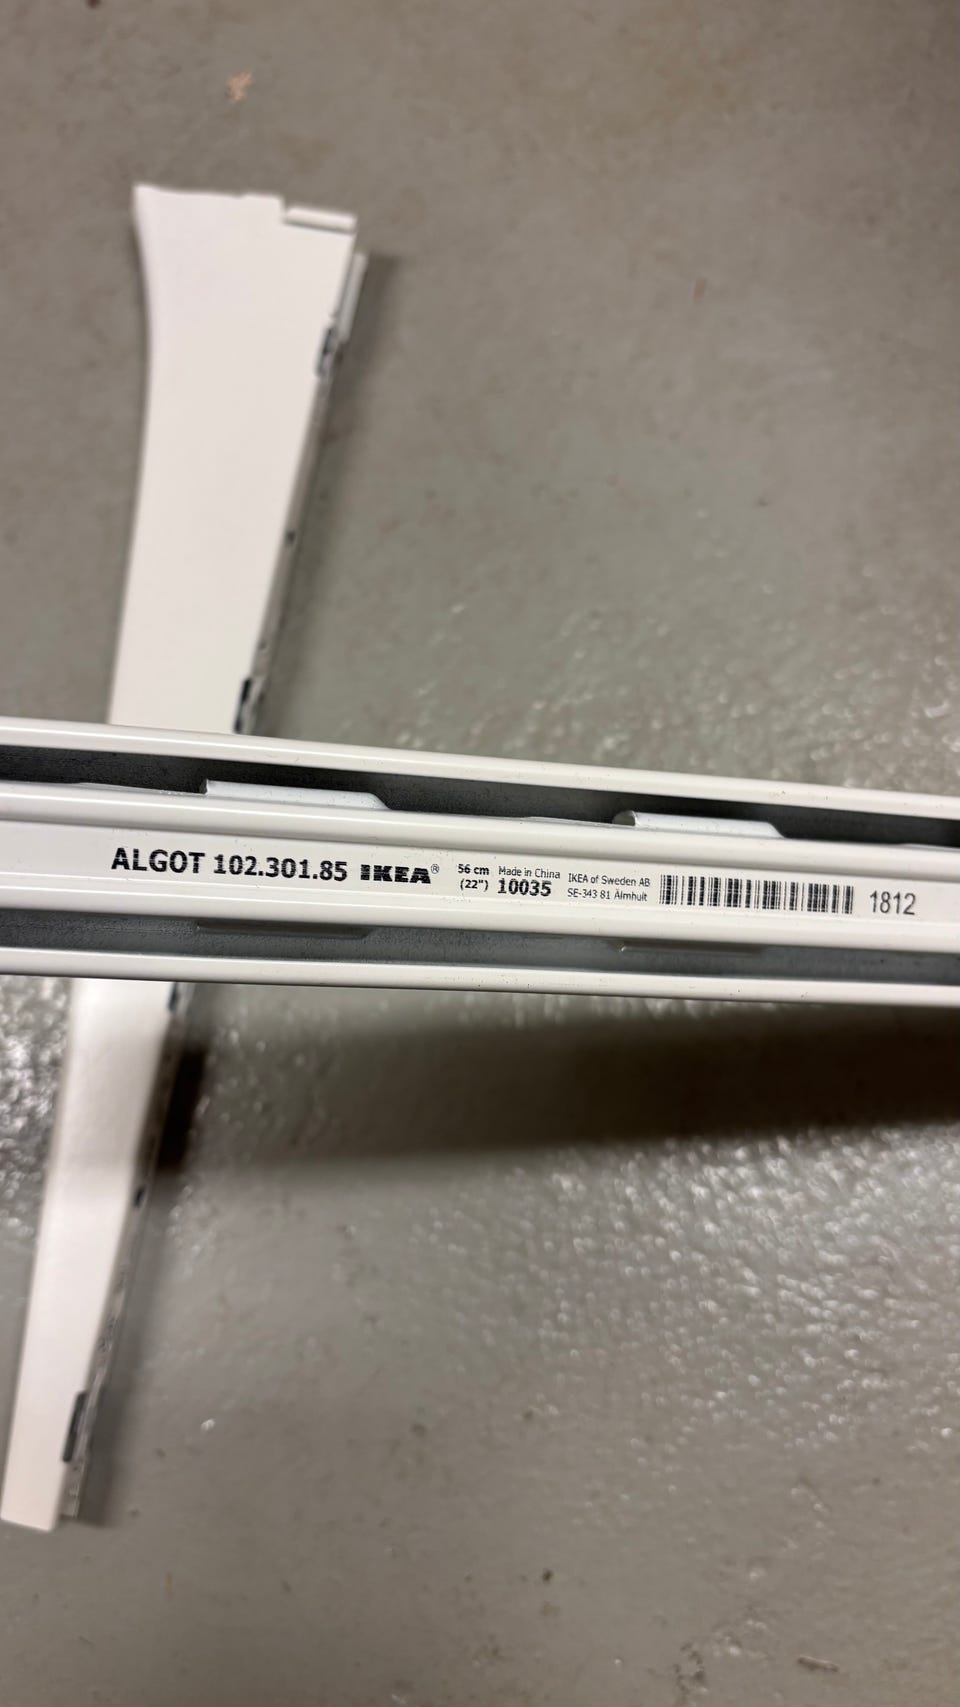 ALGOT 102.301.85 IKEA®
56 cm
(22")
Made in China
10035
IKEA of Sweden AB
SE-343 81 Älmhult
1812